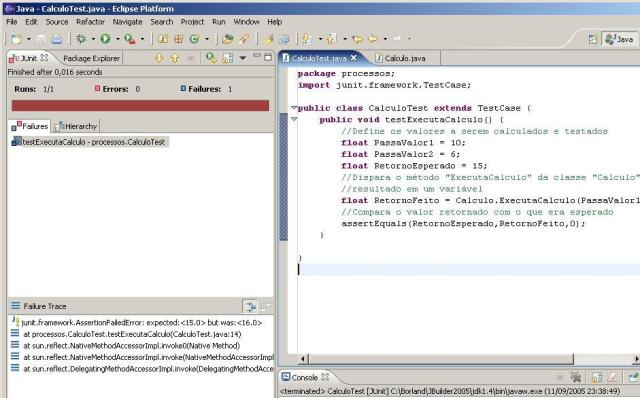 Java - CalculoTest.java - Eclipse Platform
File Edit Source Refactor Navigate Search Project Run Window Help
Java
JUnit Package Explorer
Finished after 0,016 seconds
Runs: 1/1 Errors: 0 Failures: 1
Failures Hierarchy
testExecutaCalculo - processos.CalculoTest
Failure Trace
junit.framework.AssertionFailedError: expected:<15.0> but was:<16.0>
at processos.CalculoTest.testExecutaCalculo(CalculoTest.java:14)
at sun.reflect.NativeMethodAccessorImpl.invoke0(Native Method)
at sun.reflect.NativeMethodAccessorImpl.invoke(NativeMethodAccessorImpl
at sun.reflect.DelegatingMethodAccessorImpl.invoke(DelegatingMethodAcce
CalculoTest.java Calculo.java
package processos;
import junit.framework.TestCase;
public class CalculoTest extends TestCase {
public void testExecutaCalculo() {
//Define os valores a serem calculados e testados
float PassaValor1 = 10;
float PassaValor2 = 6;
float RetornoEsperado = 15;
//Dispara o método "ExecutaCalculo" da classe "Calculo"
//resultado em um variável
float RetornoFeito = Calculo.ExecutaCalculo(PassaValor1
//Compara o valor retornado com o que era esperado
assertEquals(RetornoEsperado,RetornoFeito,0);
}
}
Console
<terminated> CalculoTest [JUnit] C:\Borland\JBuilder2005\jdk1.4\bin\javaw.exe (11/09/2005 23:38:49)